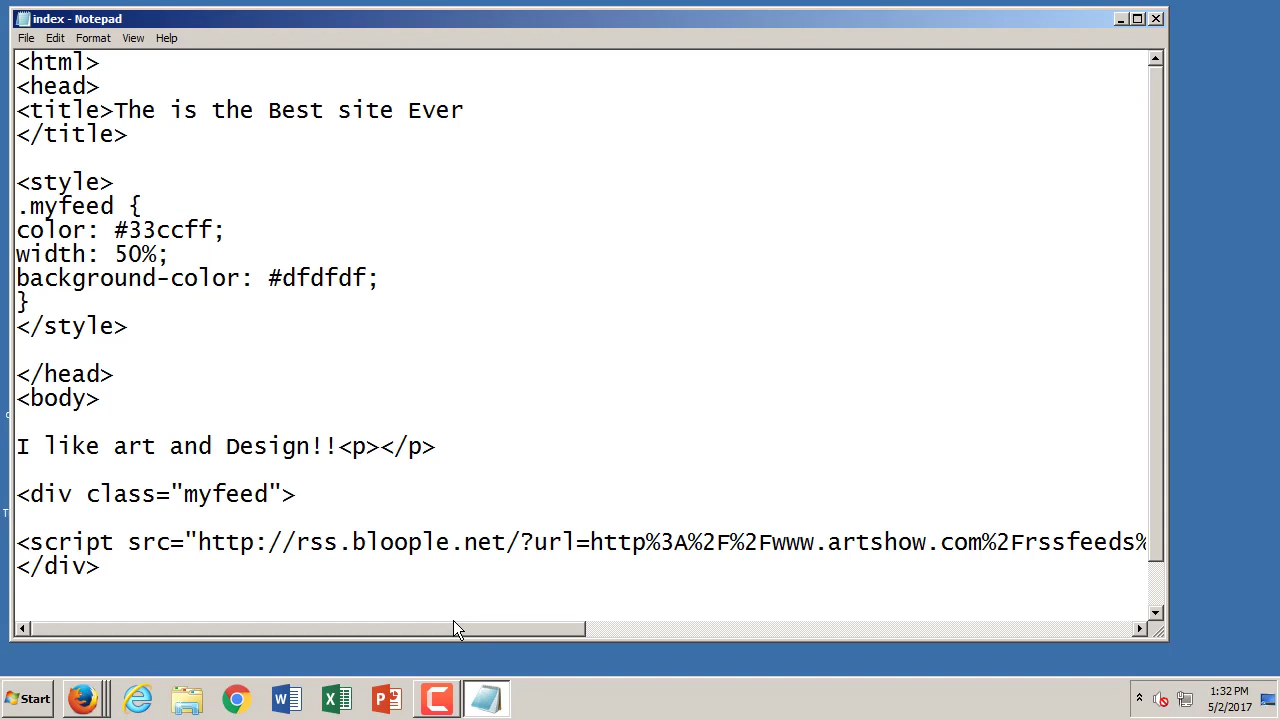 index - Notepad
File Edit Format View Help
<html>
<head>
<title>The is the Best site Ever
</title>
<style>
.myfeed {
color: #33ccff;
width: 50%;
background-color: #dfdfdf;
}
</style>
</head>
<body>
I like art and Design!!<p></p>
<div class="myfeed">
<script src="http://rss.bloople.net/?url=http%3A%2F%2Fwww.artshow.com%2Frssfeeds%
</div>
Start
1:32 PM
5/2/2017